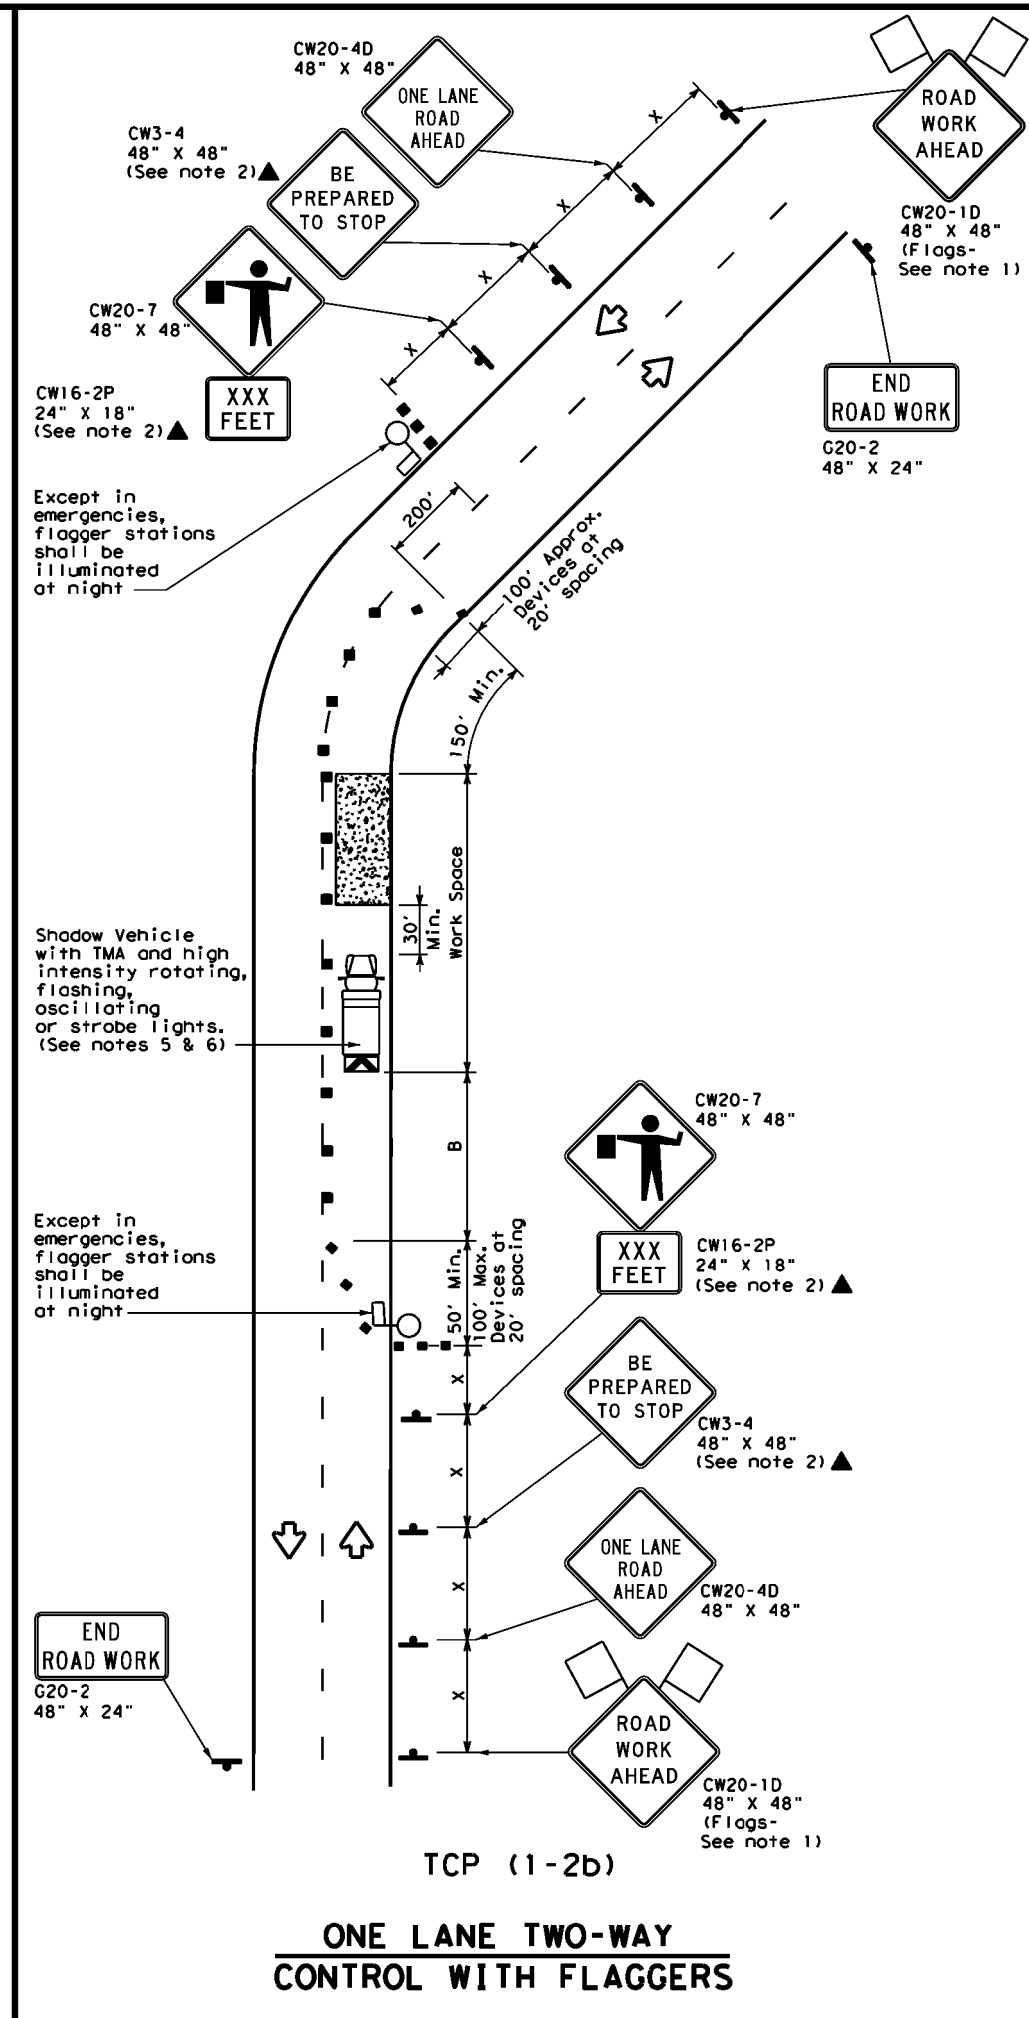 CW20-4D
48" X 48"
ONE LANE
ROAD
AHEAD
X
ROAD
WORK
AHEAD
CW20-1D
48" X 48"
(Flags-
See note 1)
CW3-4
48" X 48"
(See note 2)▲
BE
PREPARED
TO STOP
X
X
CW20-7
48" X 48"
X
CW16-2P
24" X 18"
(See note 2)▲
XXX
FEET
END
ROAD WORK
G20-2
48" X 24"
Except in
emergencies,
flagger stations
shall be
illuminated
at night
200'
100' Approx.
Devices at
20' spacing
150' Min.
Work Space
30'
Min.
Shadow Vehicle
with TMA and high
intensity rotating,
flashing,
oscillating
or strobe lights.
(See notes 5 & 6)
B
CW20-7
48" X 48"
XXX
FEET
CW16-2P
24" X 18"
(See note 2)▲
Except in
emergencies,
flagger stations
shall be
illuminated
at night
50' Min.
100' Max.
Devices at
20' spacing
X
BE
PREPARED
TO STOP
CW3-4
48" X 48"
(See note 2)▲
X
ONE LANE
ROAD
AHEAD
CW20-4D
48" X 48"
X
END
ROAD WORK
G20-2
48" X 24"
X
ROAD
WORK
AHEAD
CW20-1D
48" X 48"
(Flags-
See note 1)
TCP (1-2b)
ONE LANE TWO-WAY
CONTROL WITH FLAGGERS